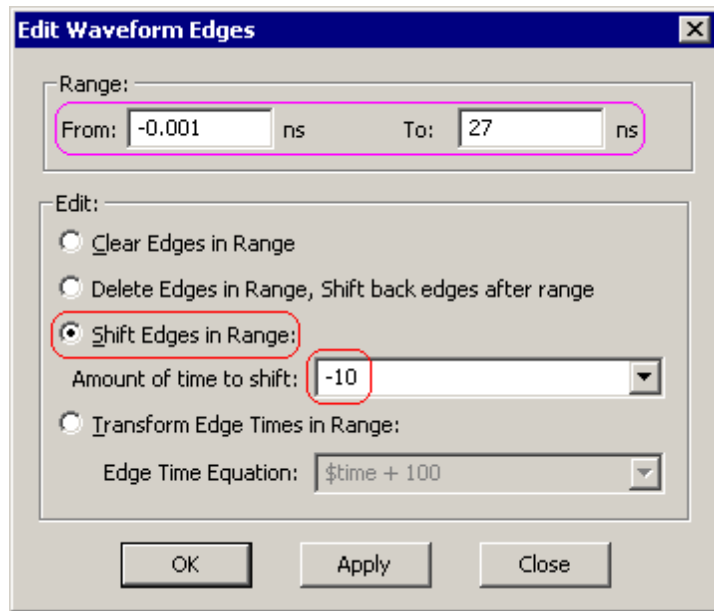 Edit Waveform Edges
Range:
From: -0.001 ns To: 27 ns
Edit:
Clear Edges in Range
Delete Edges in Range, Shift back edges after range
Shift Edges in Range:
Amount of time to shift: -10
Transform Edge Times in Range:
Edge Time Equation: $time + 100
OK Apply Close